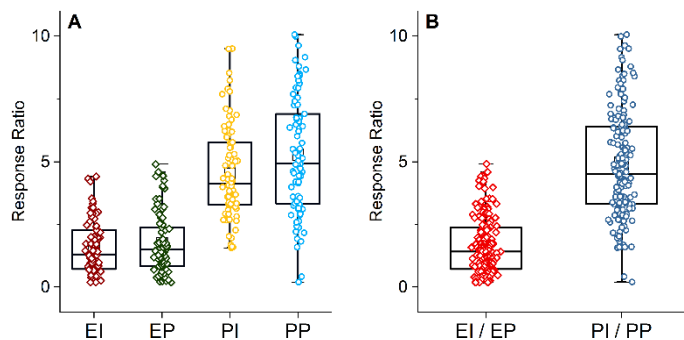 A
B
Response Ratio
10
5
0
EI EP PI PP
Response Ratio
10
5
0
EI / EP PI / PP